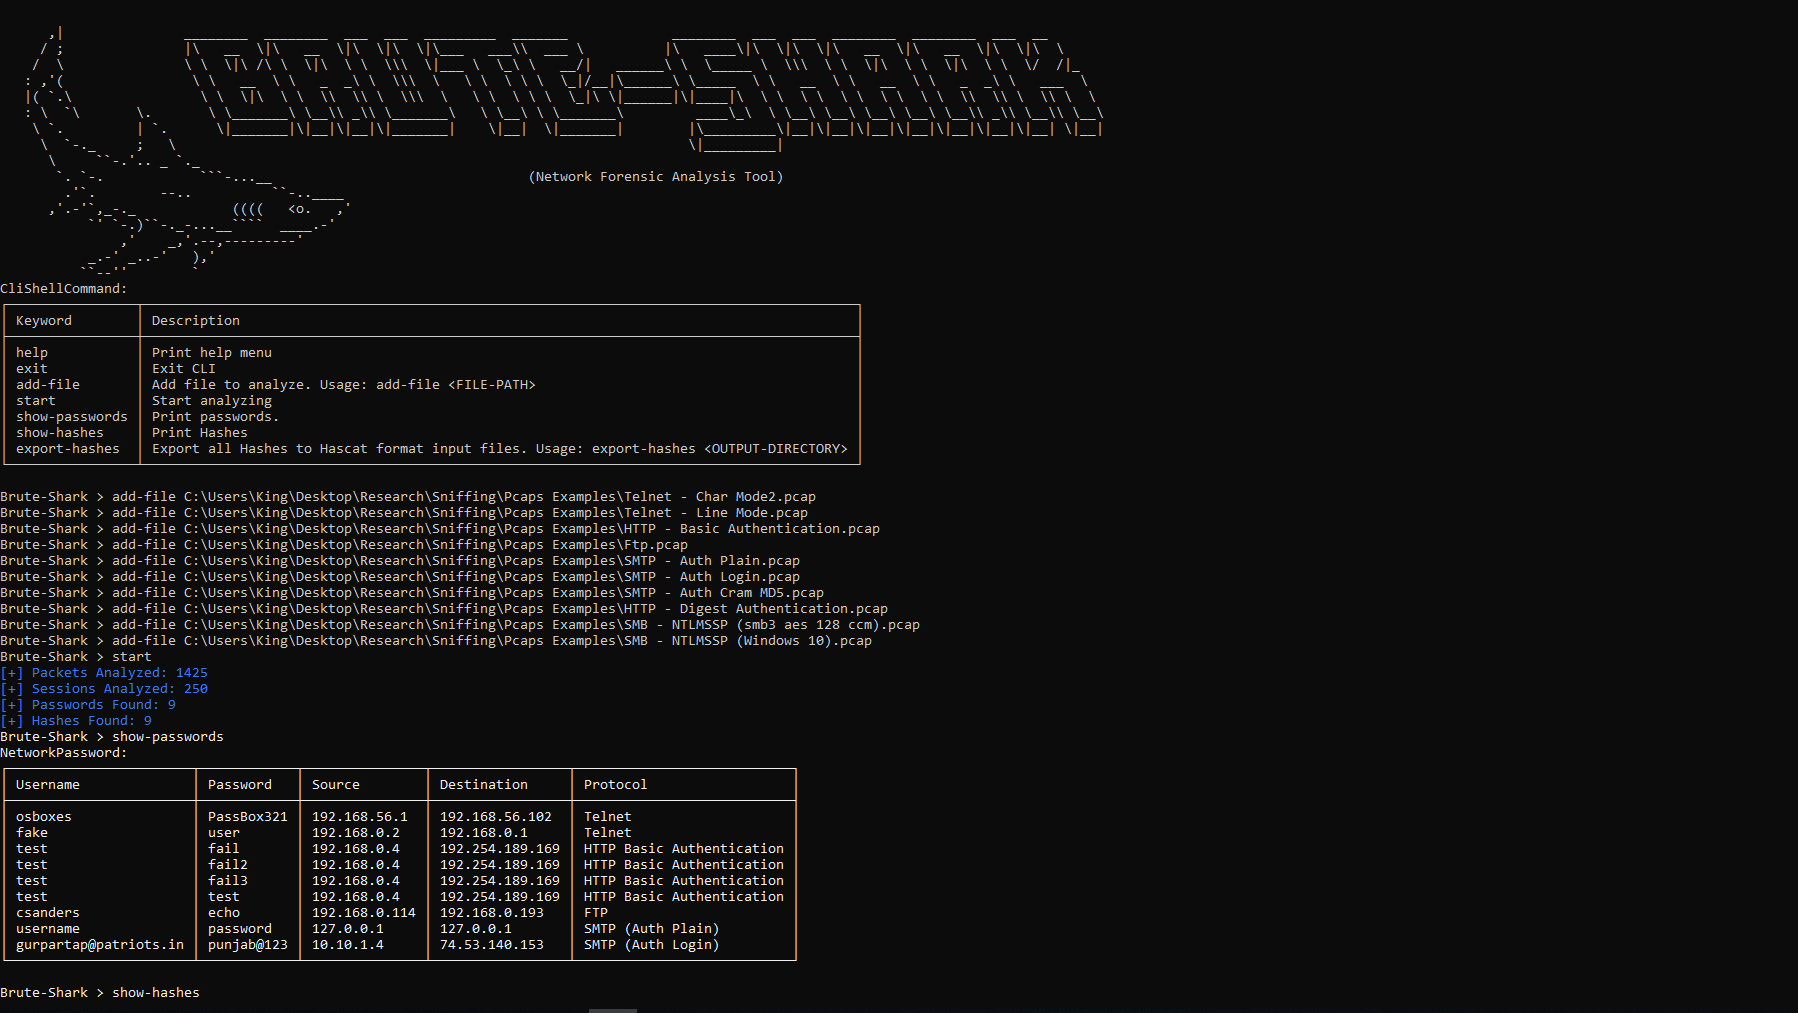 BRUTE-SHARK
(Network Forensic Analysis Tool)
CliShellCommand:
Keyword Description
help Print help menu
exit Exit CLI
add-file Add file to analyze. Usage: add-file <FILE-PATH>
start Start analyzing
show-passwords Print passwords.
show-hashes Print Hashes
export-hashes Export all Hashes to Hascat format input files. Usage: export-hashes <OUTPUT-DIRECTORY>
Brute-Shark > add-file C:\Users\King\Desktop\Research\Sniffing\Pcaps Examples\Telnet - Char Mode2.pcap
Brute-Shark > add-file C:\Users\King\Desktop\Research\Sniffing\Pcaps Examples\Telnet - Line Mode.pcap
Brute-Shark > add-file C:\Users\King\Desktop\Research\Sniffing\Pcaps Examples\HTTP - Basic Authentication.pcap
Brute-Shark > add-file C:\Users\King\Desktop\Research\Sniffing\Pcaps Examples\Ftp.pcap
Brute-Shark > add-file C:\Users\King\Desktop\Research\Sniffing\Pcaps Examples\SMTP - Auth Plain.pcap
Brute-Shark > add-file C:\Users\King\Desktop\Research\Sniffing\Pcaps Examples\SMTP - Auth Login.pcap
Brute-Shark > add-file C:\Users\King\Desktop\Research\Sniffing\Pcaps Examples\SMTP - Auth Cram MD5.pcap
Brute-Shark > add-file C:\Users\King\Desktop\Research\Sniffing\Pcaps Examples\HTTP - Digest Authentication.pcap
Brute-Shark > add-file C:\Users\King\Desktop\Research\Sniffing\Pcaps Examples\SMB - NTLMSSP (smb3 aes 128 ccm).pcap
Brute-Shark > add-file C:\Users\King\Desktop\Research\Sniffing\Pcaps Examples\SMB - NTLMSSP (Windows 10).pcap
Brute-Shark > start
[+] Packets Analyzed: 1425
[+] Sessions Analyzed: 250
[+] Passwords Found: 9
[+] Hashes Found: 9
Brute-Shark > show-passwords
NetworkPassword:
Username Password Source Destination Protocol
osboxes PassBox321 192.168.56.1 192.168.56.102 Telnet
fake user 192.168.0.2 192.168.0.1 Telnet
test fail 192.168.0.4 192.254.189.169 HTTP Basic Authentication
test fail2 192.168.0.4 192.254.189.169 HTTP Basic Authentication
test fail3 192.168.0.4 192.254.189.169 HTTP Basic Authentication
test test 192.168.0.4 192.254.189.169 HTTP Basic Authentication
csanders echo 192.168.0.114 192.168.0.193 FTP
username password 127.0.0.1 127.0.0.1 SMTP (Auth Plain)
gurpartap@patriots.in punjab@123 10.10.1.4 74.53.140.153 SMTP (Auth Login)
Brute-Shark > show-hashes